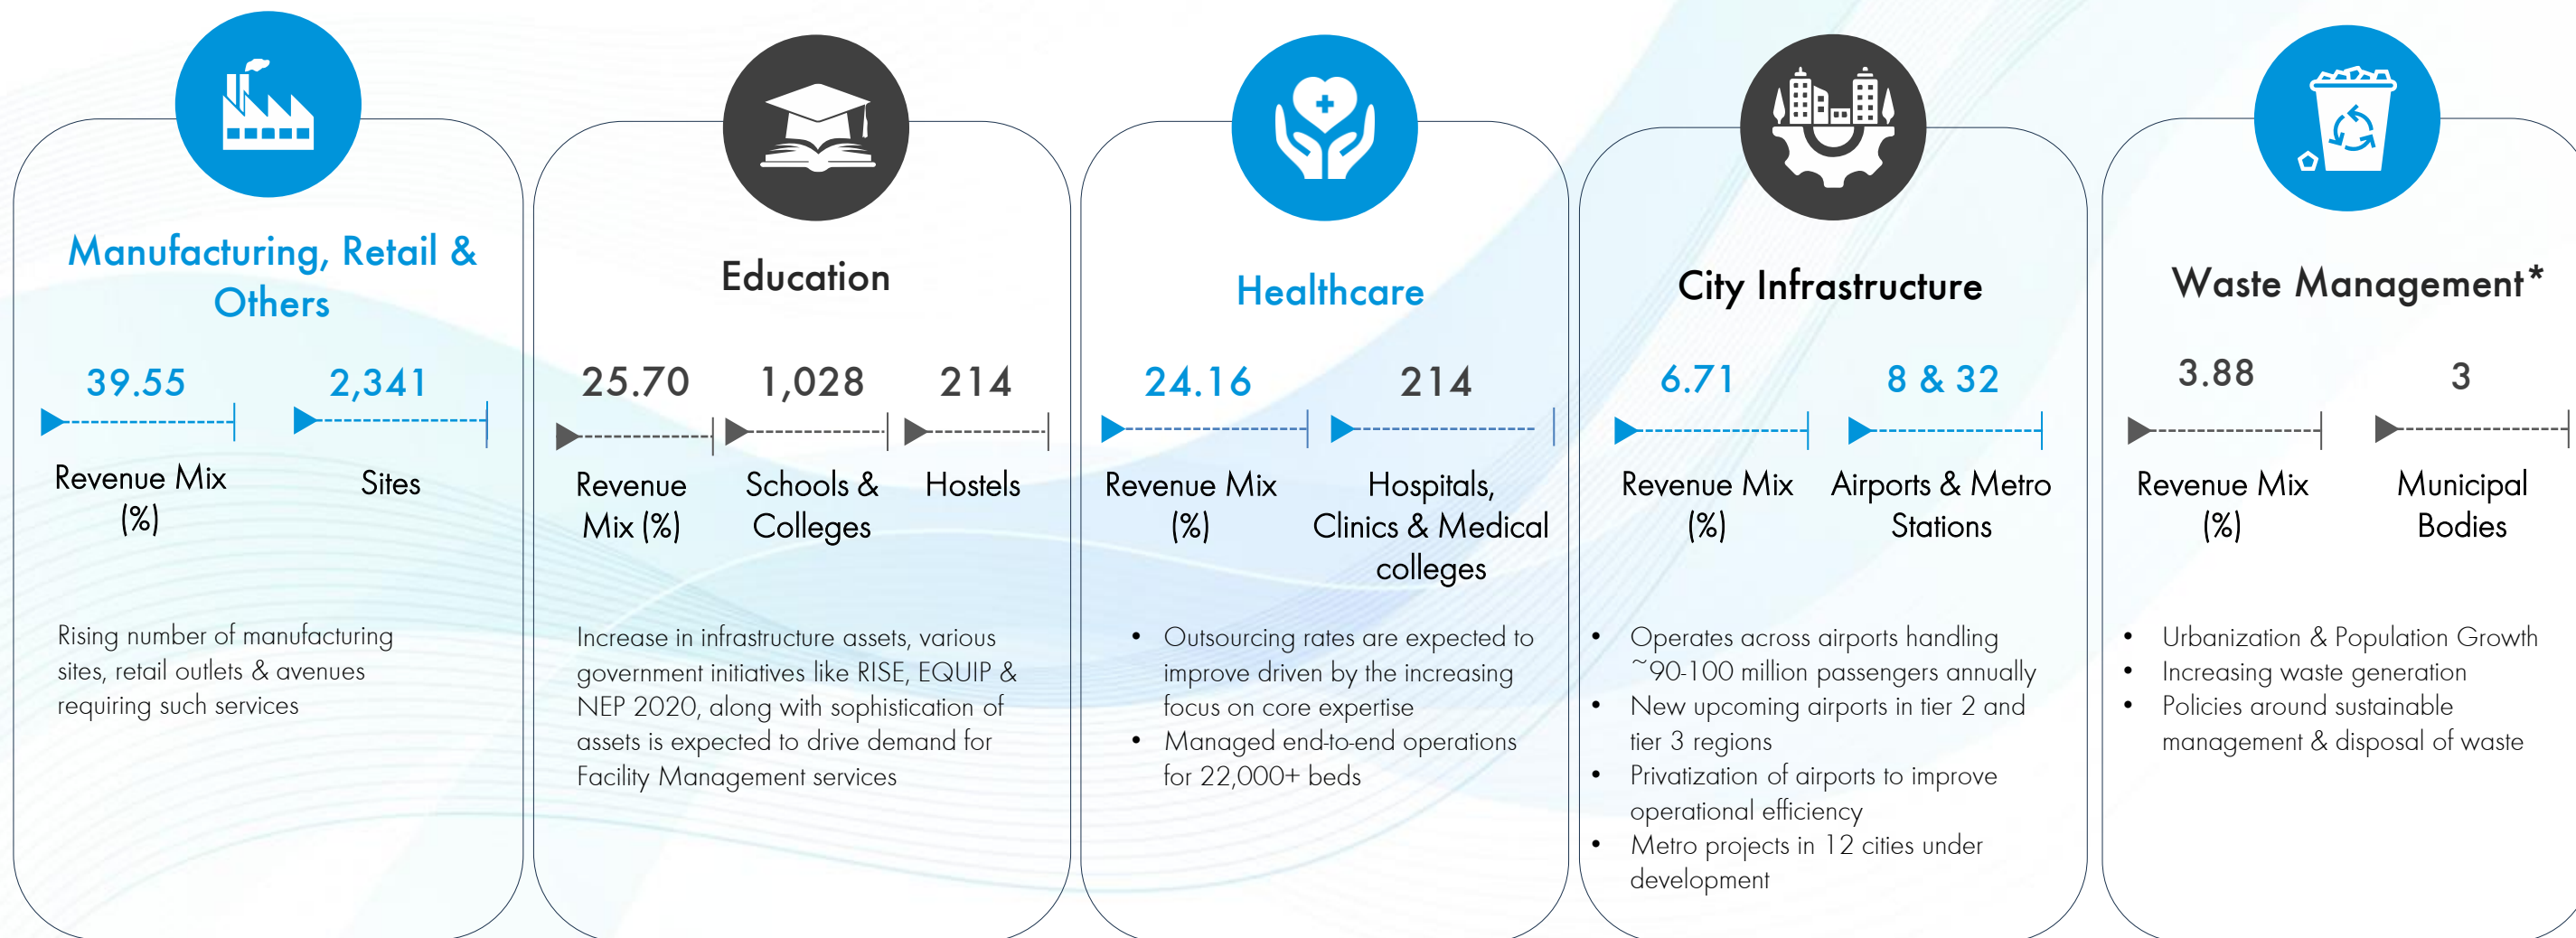 Manufacturing, Retail &
Others
39.55
2,341
Revenue Mix
(%)
Sites
Rising number of manufacturing
sites, retail outlets & avenues
requiring such services
Education
25.70
1,028
214
Revenue
Mix (%)
Schools &
Colleges
Hostels
Increase in infrastructure assets, various
government initiatives like RISE, EQUIP &
NEP 2020, along with sophistication of
assets is expected to drive demand for
Facility Management services
Healthcare
24.16
214
Revenue Mix
(%)
Hospitals,
Clinics & Medical
colleges
• Outsourcing rates are expected to
improve driven by the increasing
focus on core expertise
• Managed end-to-end operations
for 22,000+ beds
City Infrastructure
6.71
8 & 32
Revenue Mix
(%)
Airports & Metro
Stations
• Operates across airports handling
~90-100 million passengers annually
• New upcoming airports in tier 2 and
tier 3 regions
• Privatization of airports to improve
operational efficiency
• Metro projects in 12 cities under
development
Waste Management*
3.88
3
Revenue Mix
(%)
Municipal
Bodies
• Urbanization & Population Growth
• Increasing waste generation
• Policies around sustainable
management & disposal of waste